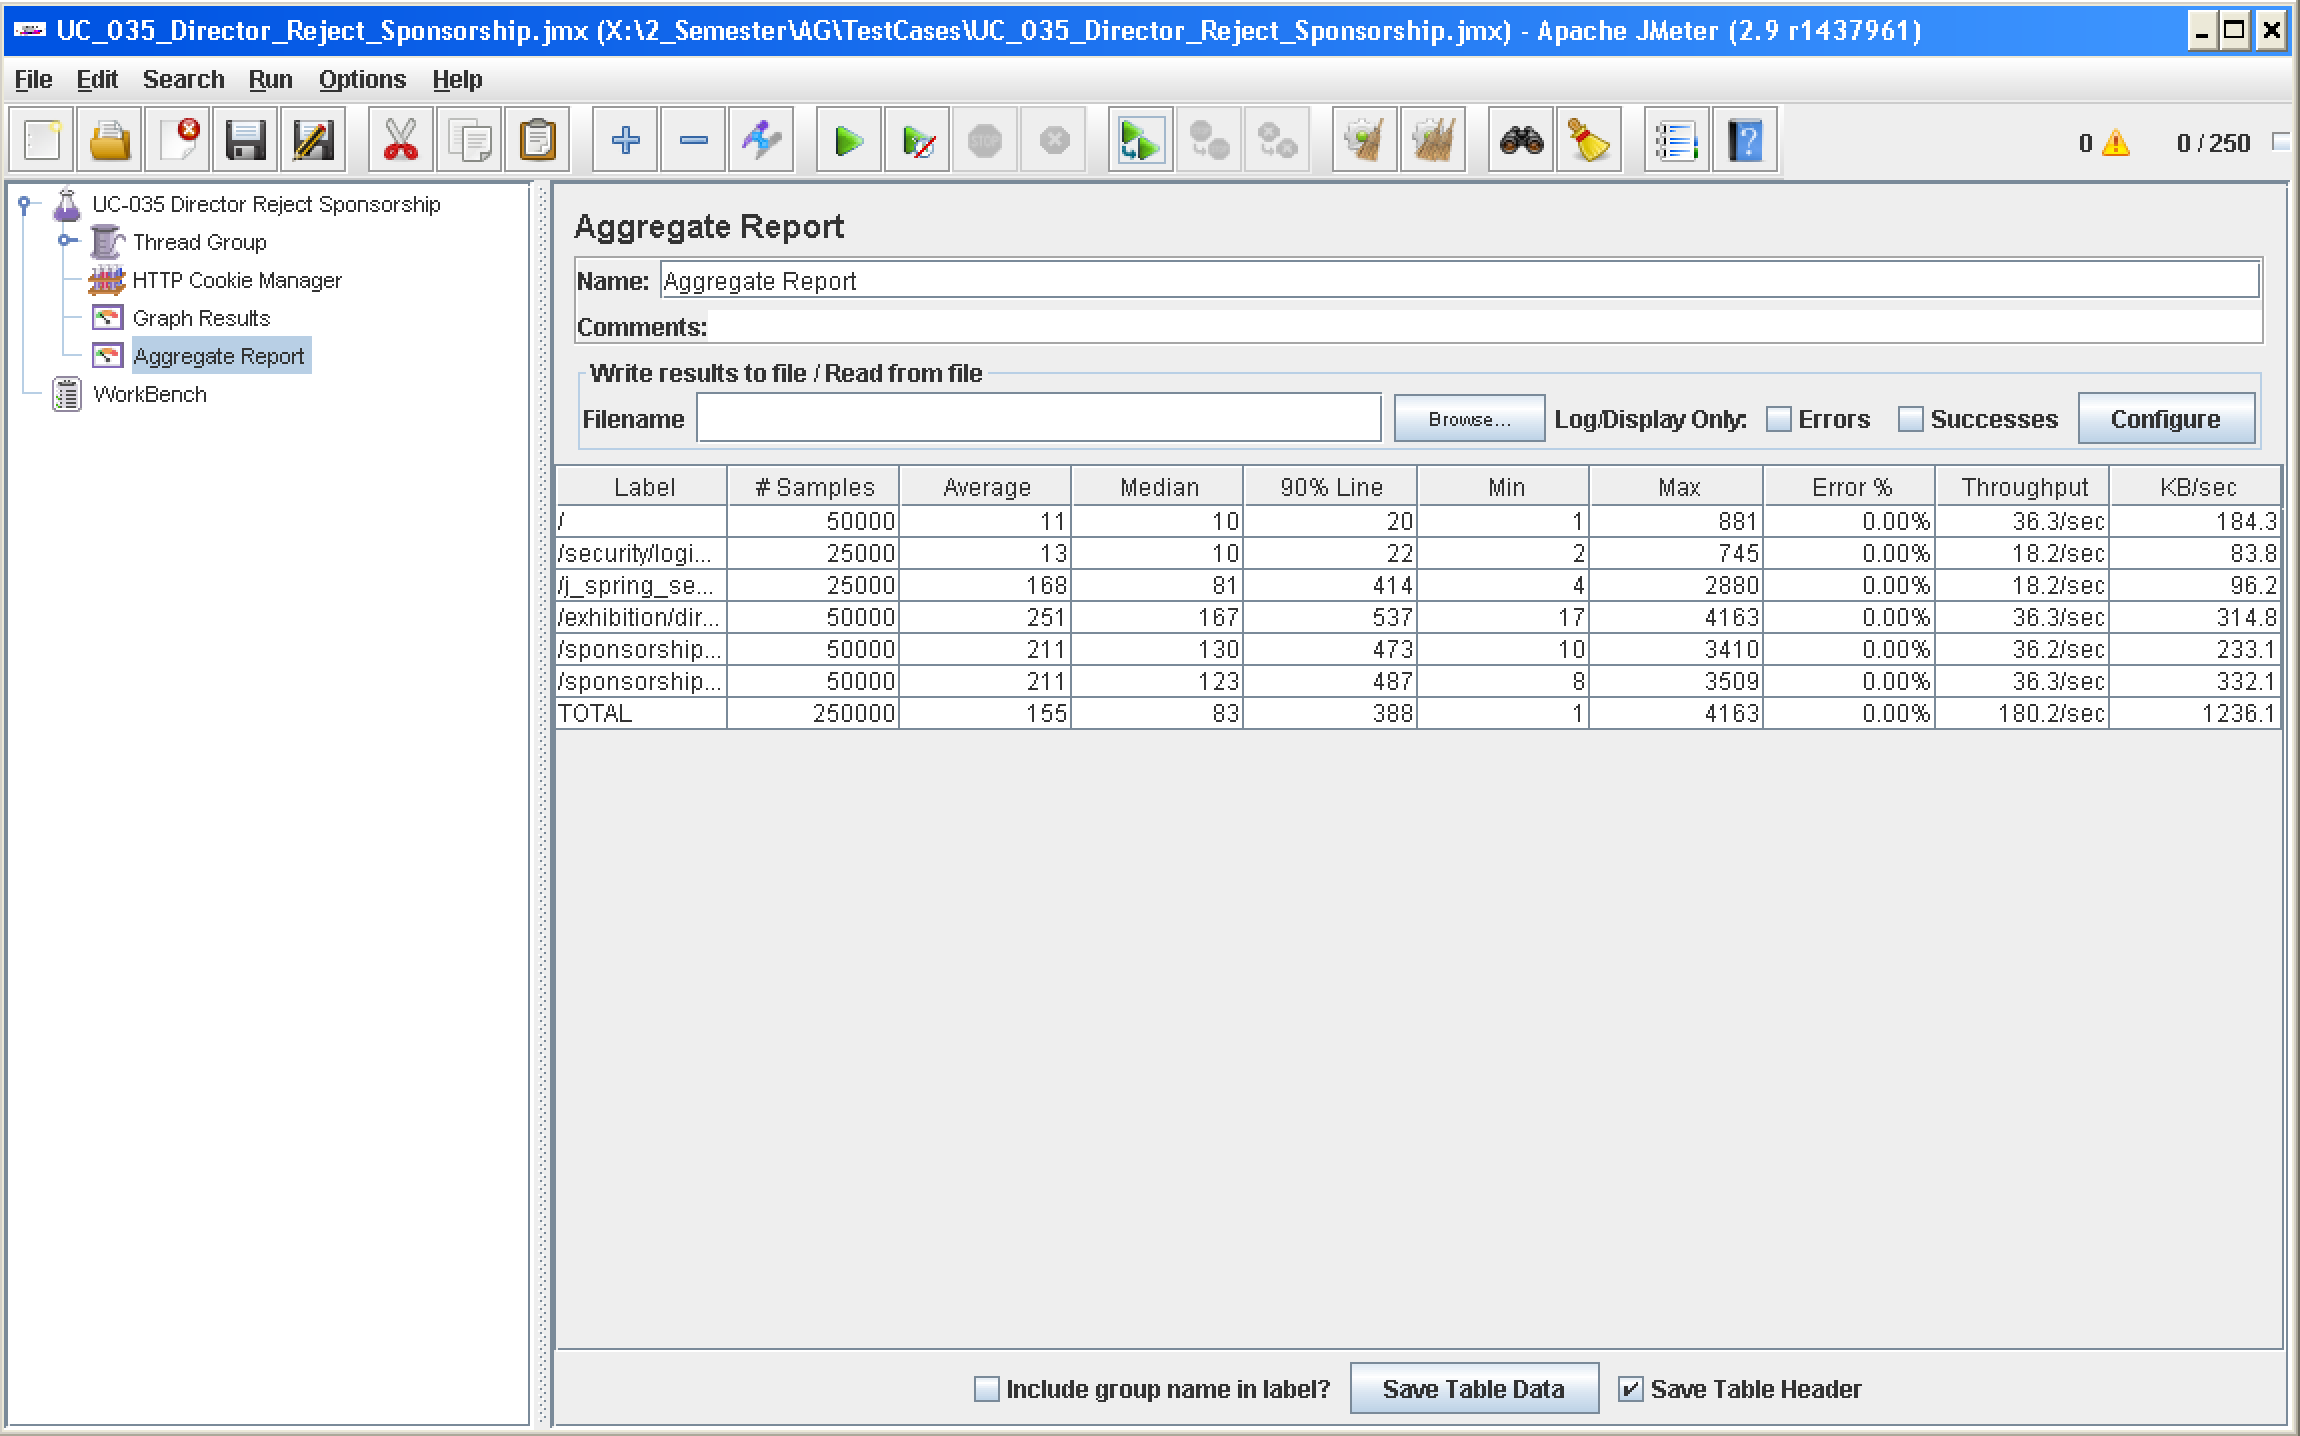 UC_035_Director_Reject_Sponsorship.jmx (X:\2_Semester\AG\TestCases\UC_035_Director_Reject_Sponsorship.jmx) - Apache JMeter (2.9 r1437961)
File Edit Search Run Options Help
0 0 / 250
UC-035 Director Reject Sponsorship
Thread Group
HTTP Cookie Manager
Graph Results
Aggregate Report
WorkBench
Aggregate Report
Name: Aggregate Report
Comments:
Write results to file / Read from file
Filename Browse... Log/Display Only: Errors Successes Configure
Label # Samples Average Median 90% Line Min Max Error % Throughput KB/sec
/ 50000 11 10 20 1 881 0.00% 36.3/sec 184.3
/security/logi... 25000 13 10 22 2 745 0.00% 18.2/sec 83.8
/j_spring_se... 25000 168 81 414 4 2880 0.00% 18.2/sec 96.2
/exhibition/dir... 50000 251 167 537 17 4163 0.00% 36.3/sec 314.8
/sponsorship... 50000 211 130 473 10 3410 0.00% 36.2/sec 233.1
/sponsorship... 50000 211 123 487 8 3509 0.00% 36.3/sec 332.1
TOTAL 250000 155 83 388 1 4163 0.00% 180.2/sec 1236.1
Include group name in label? Save Table Data Save Table Header